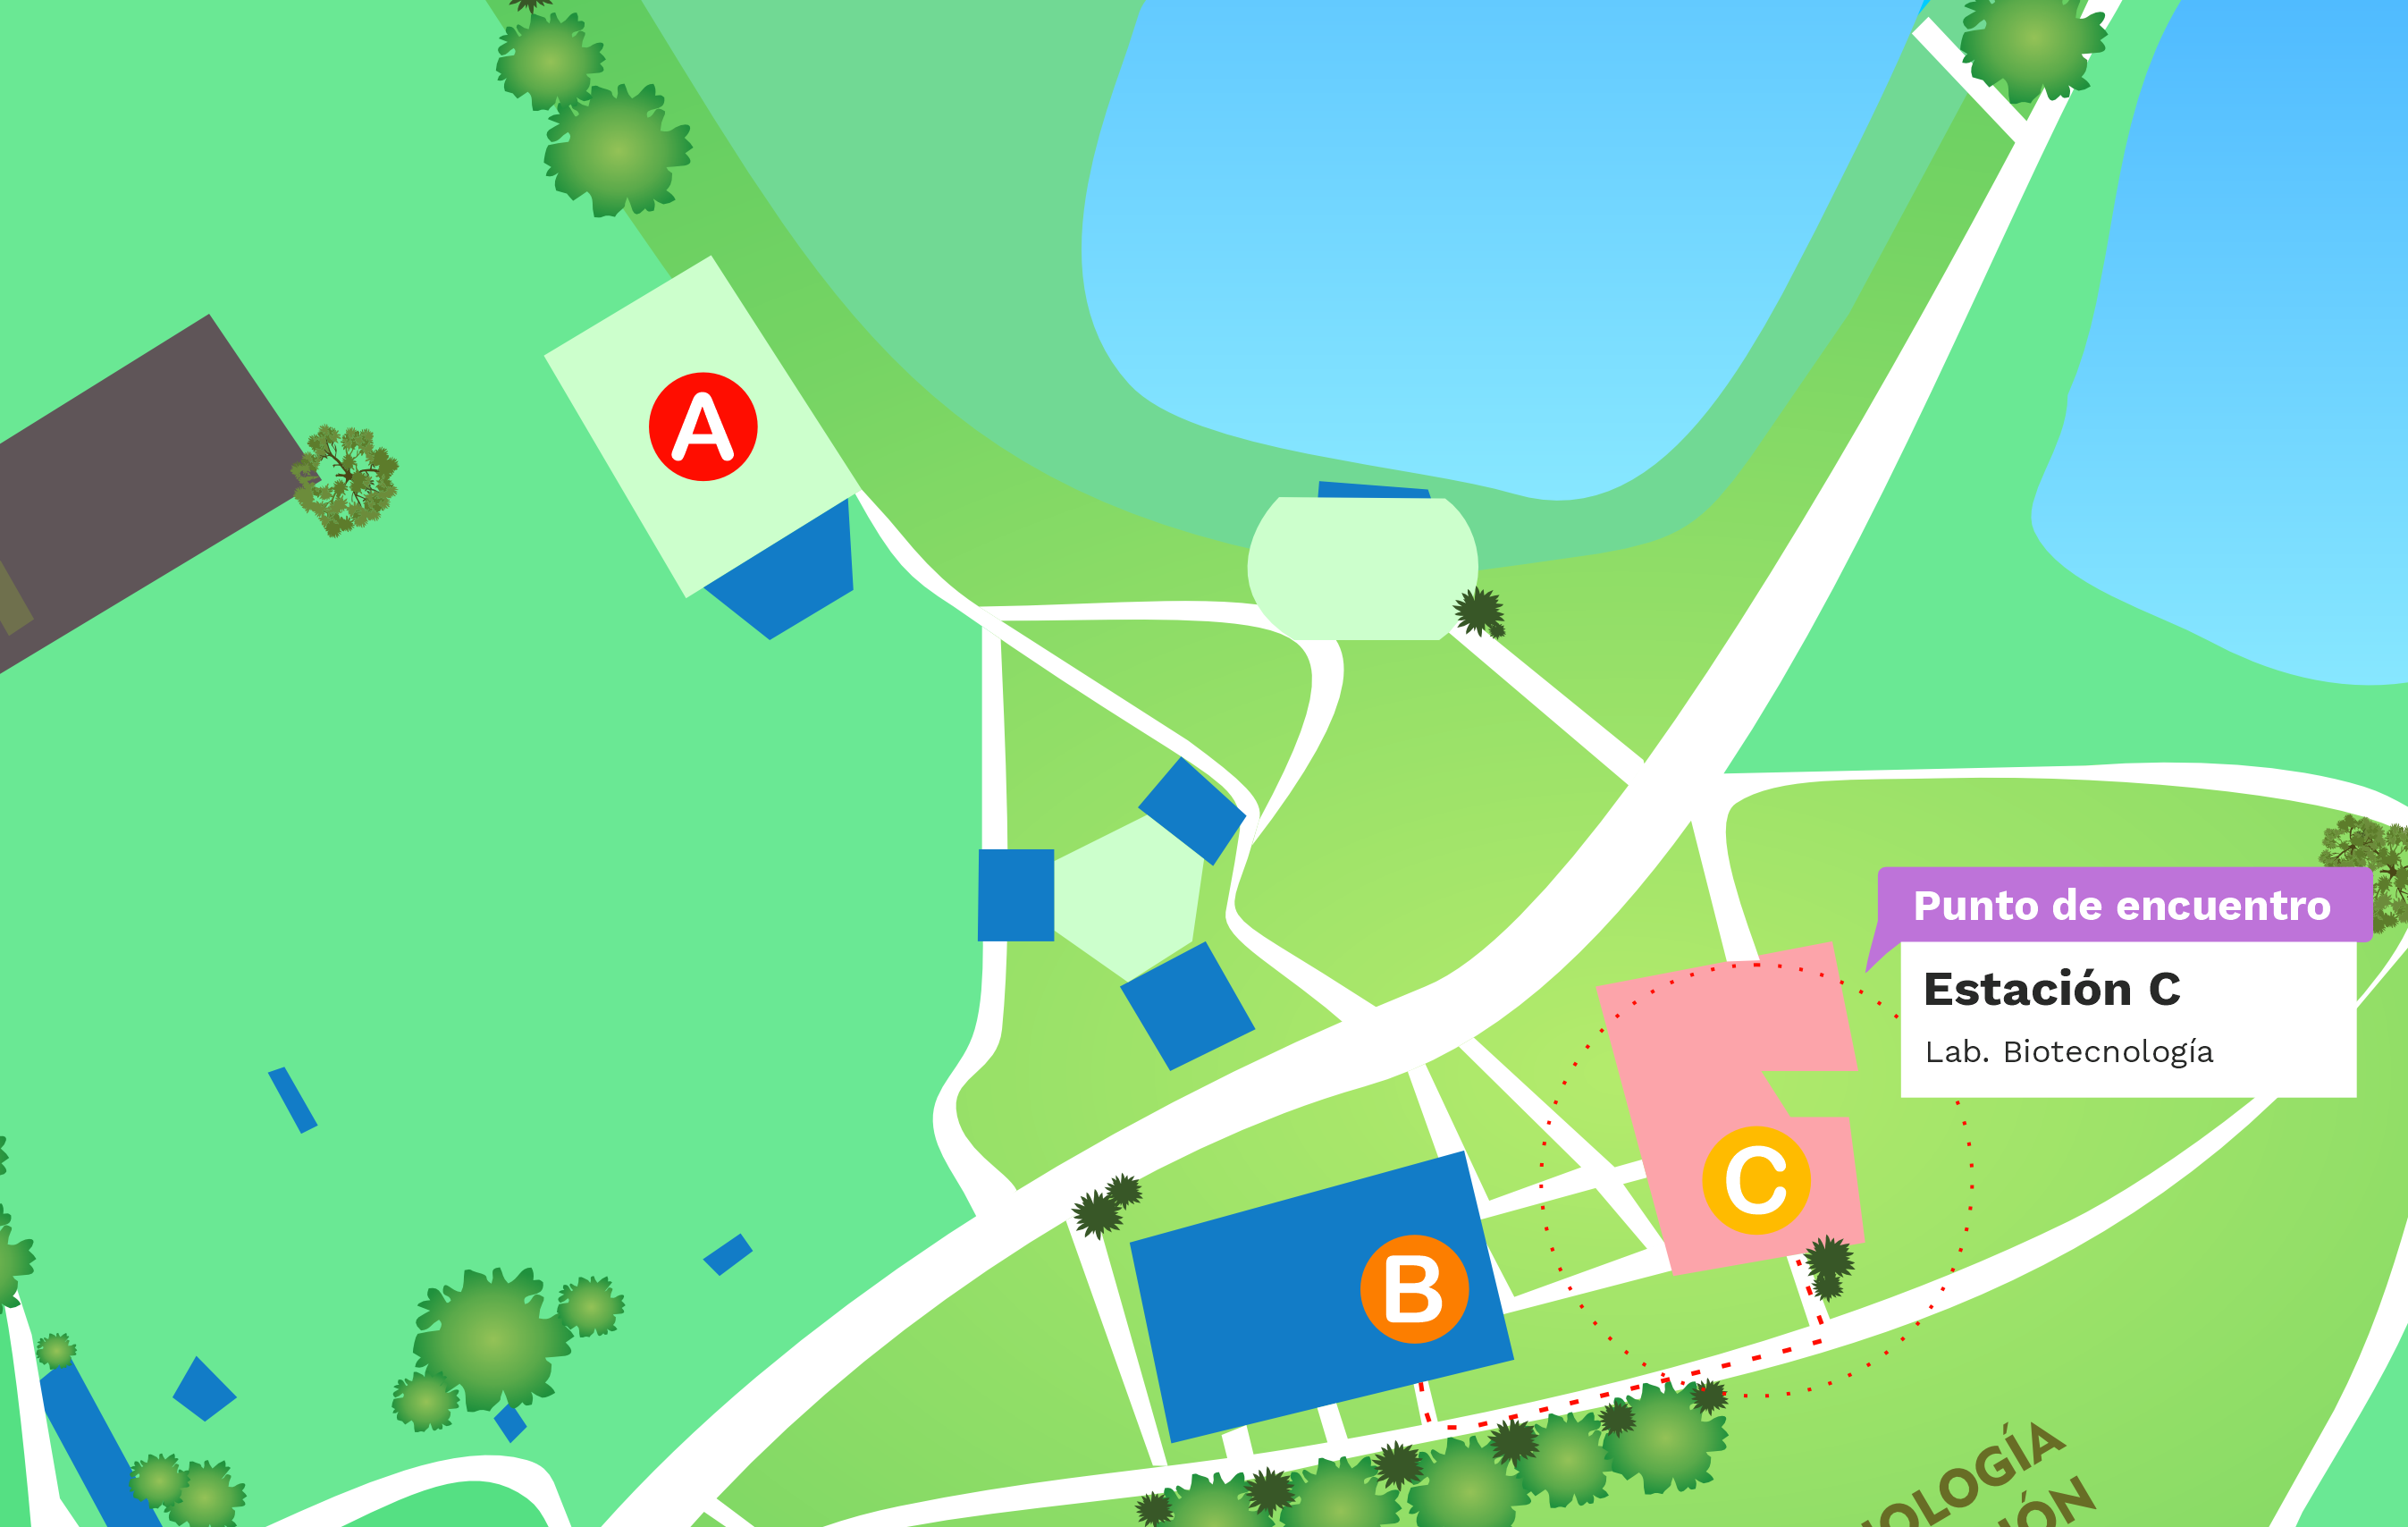 A
Punto de encuentro
Estación C
Lab. Biotecnología
C
B